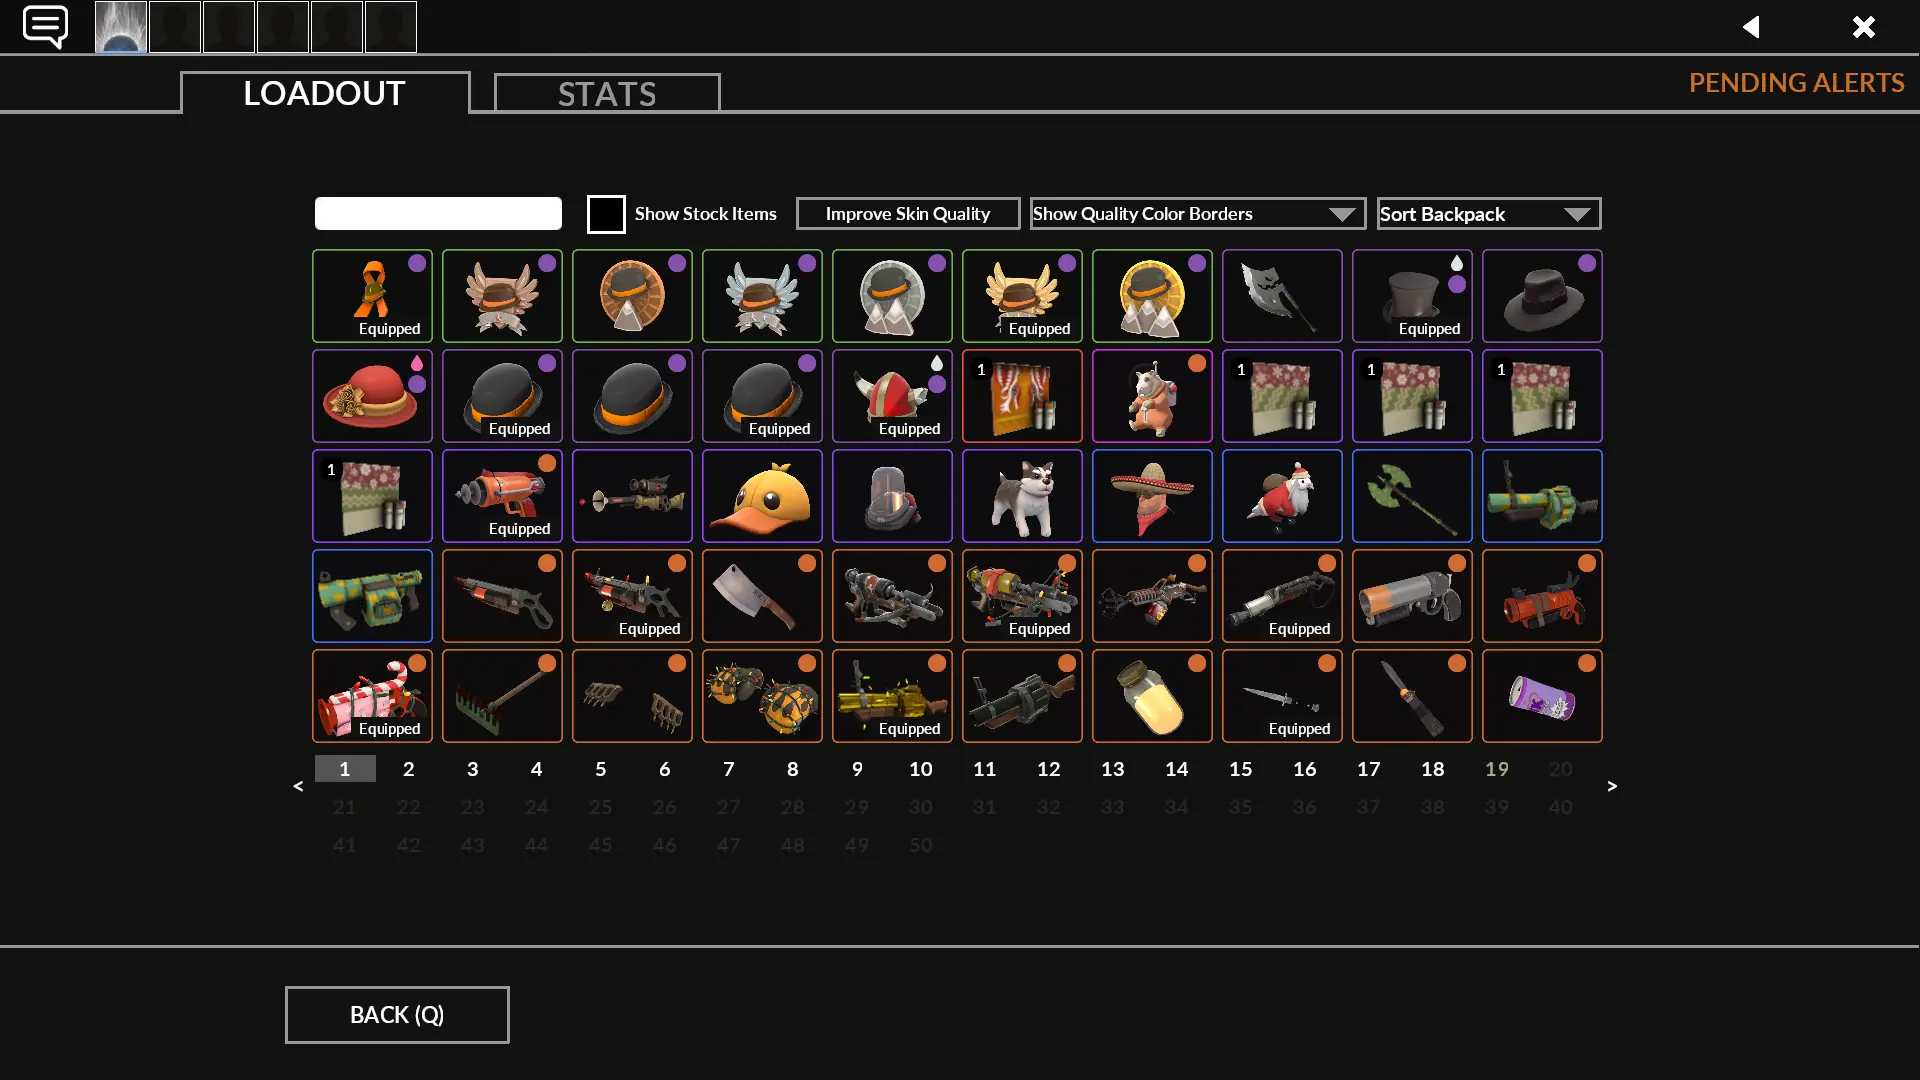 LOADOUT STATS PENDING ALERTS
Show Stock Items Improve Skin Quality Show Quality Color Borders Sort Backpack
Equipped Equipped Equipped
1 1 1 1
Equipped Equipped Equipped
1
Equipped
Equipped Equipped Equipped
Equipped Equipped Equipped
< 1 2 3 4 5 6 7 8 9 10 11 12 13 14 15 16 17 18 19 20 >
21 22 23 24 25 26 27 28 29 30 31 32 33 34 35 36 37 38 39 40
41 42 43 44 45 46 47 48 49 50
BACK (Q)